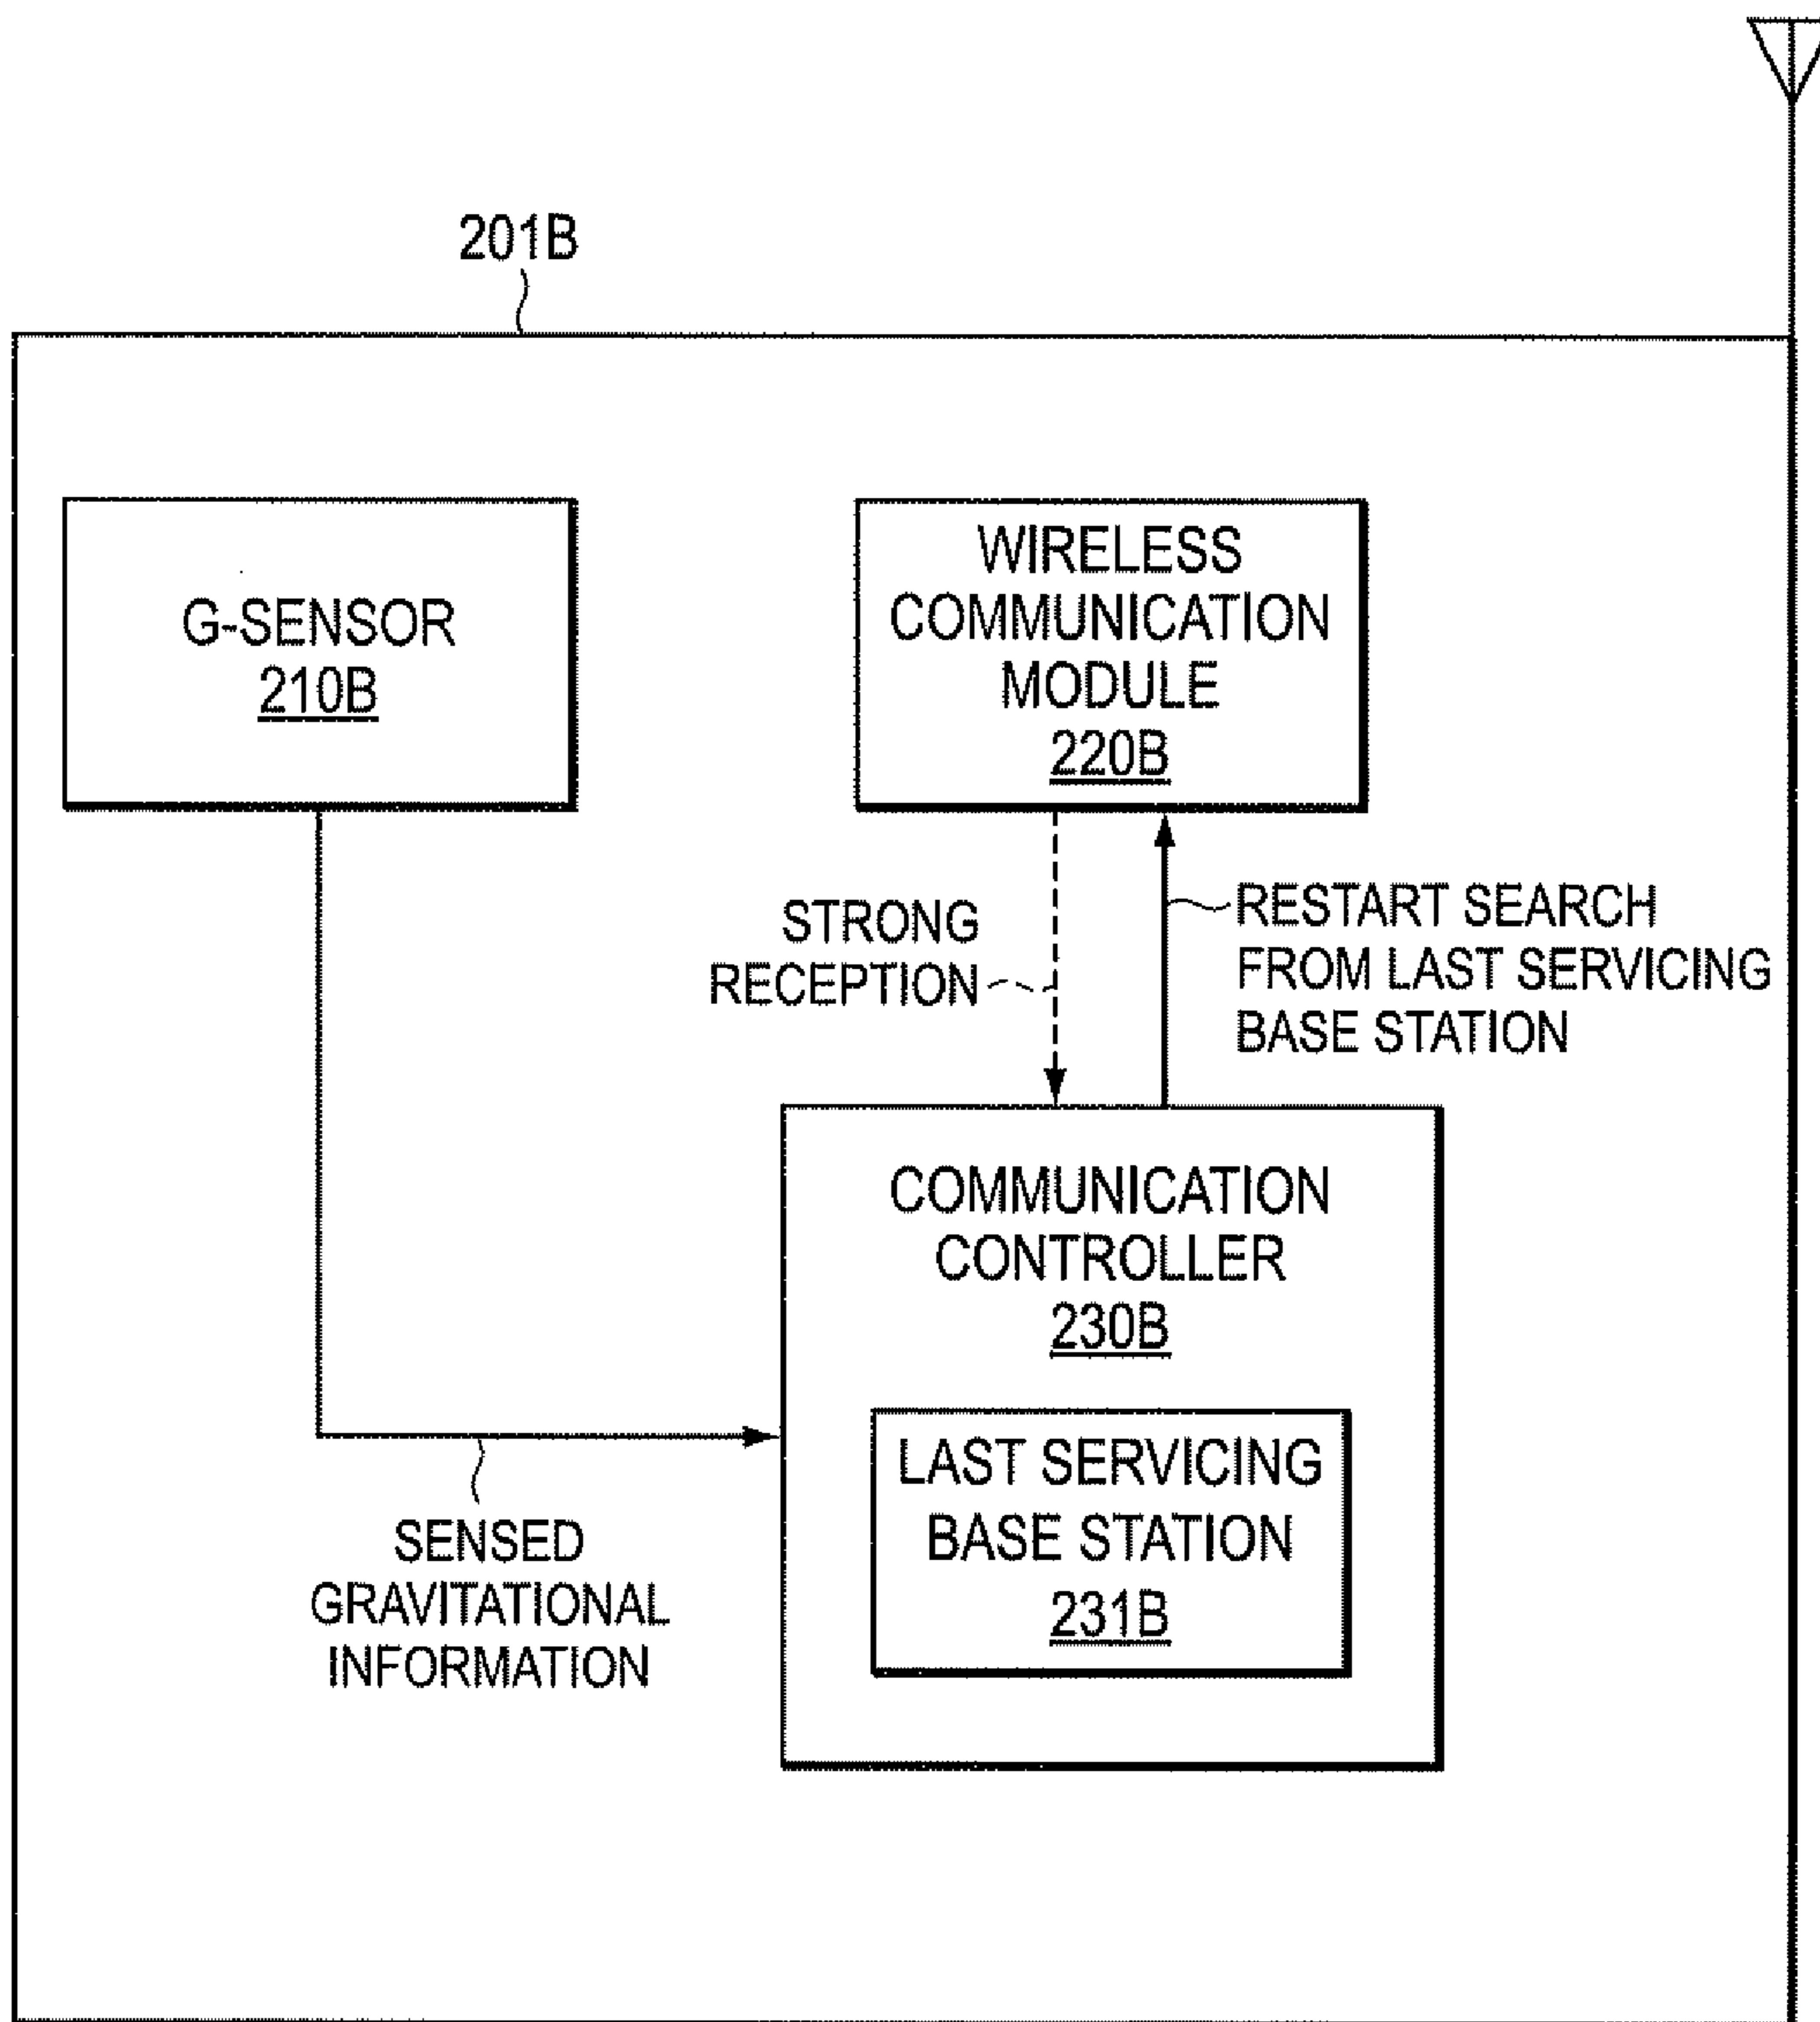 201B
G-SENSOR
210B
WIRELESS
COMMUNICATION
MODULE
220B
STRONG
RECEPTION
RESTART SEARCH
FROM LAST SERVICING
BASE STATION
COMMUNICATION
CONTROLLER
230B
LAST SERVICING
BASE STATION
231B
SENSED
GRAVITATIONAL
INFORMATION